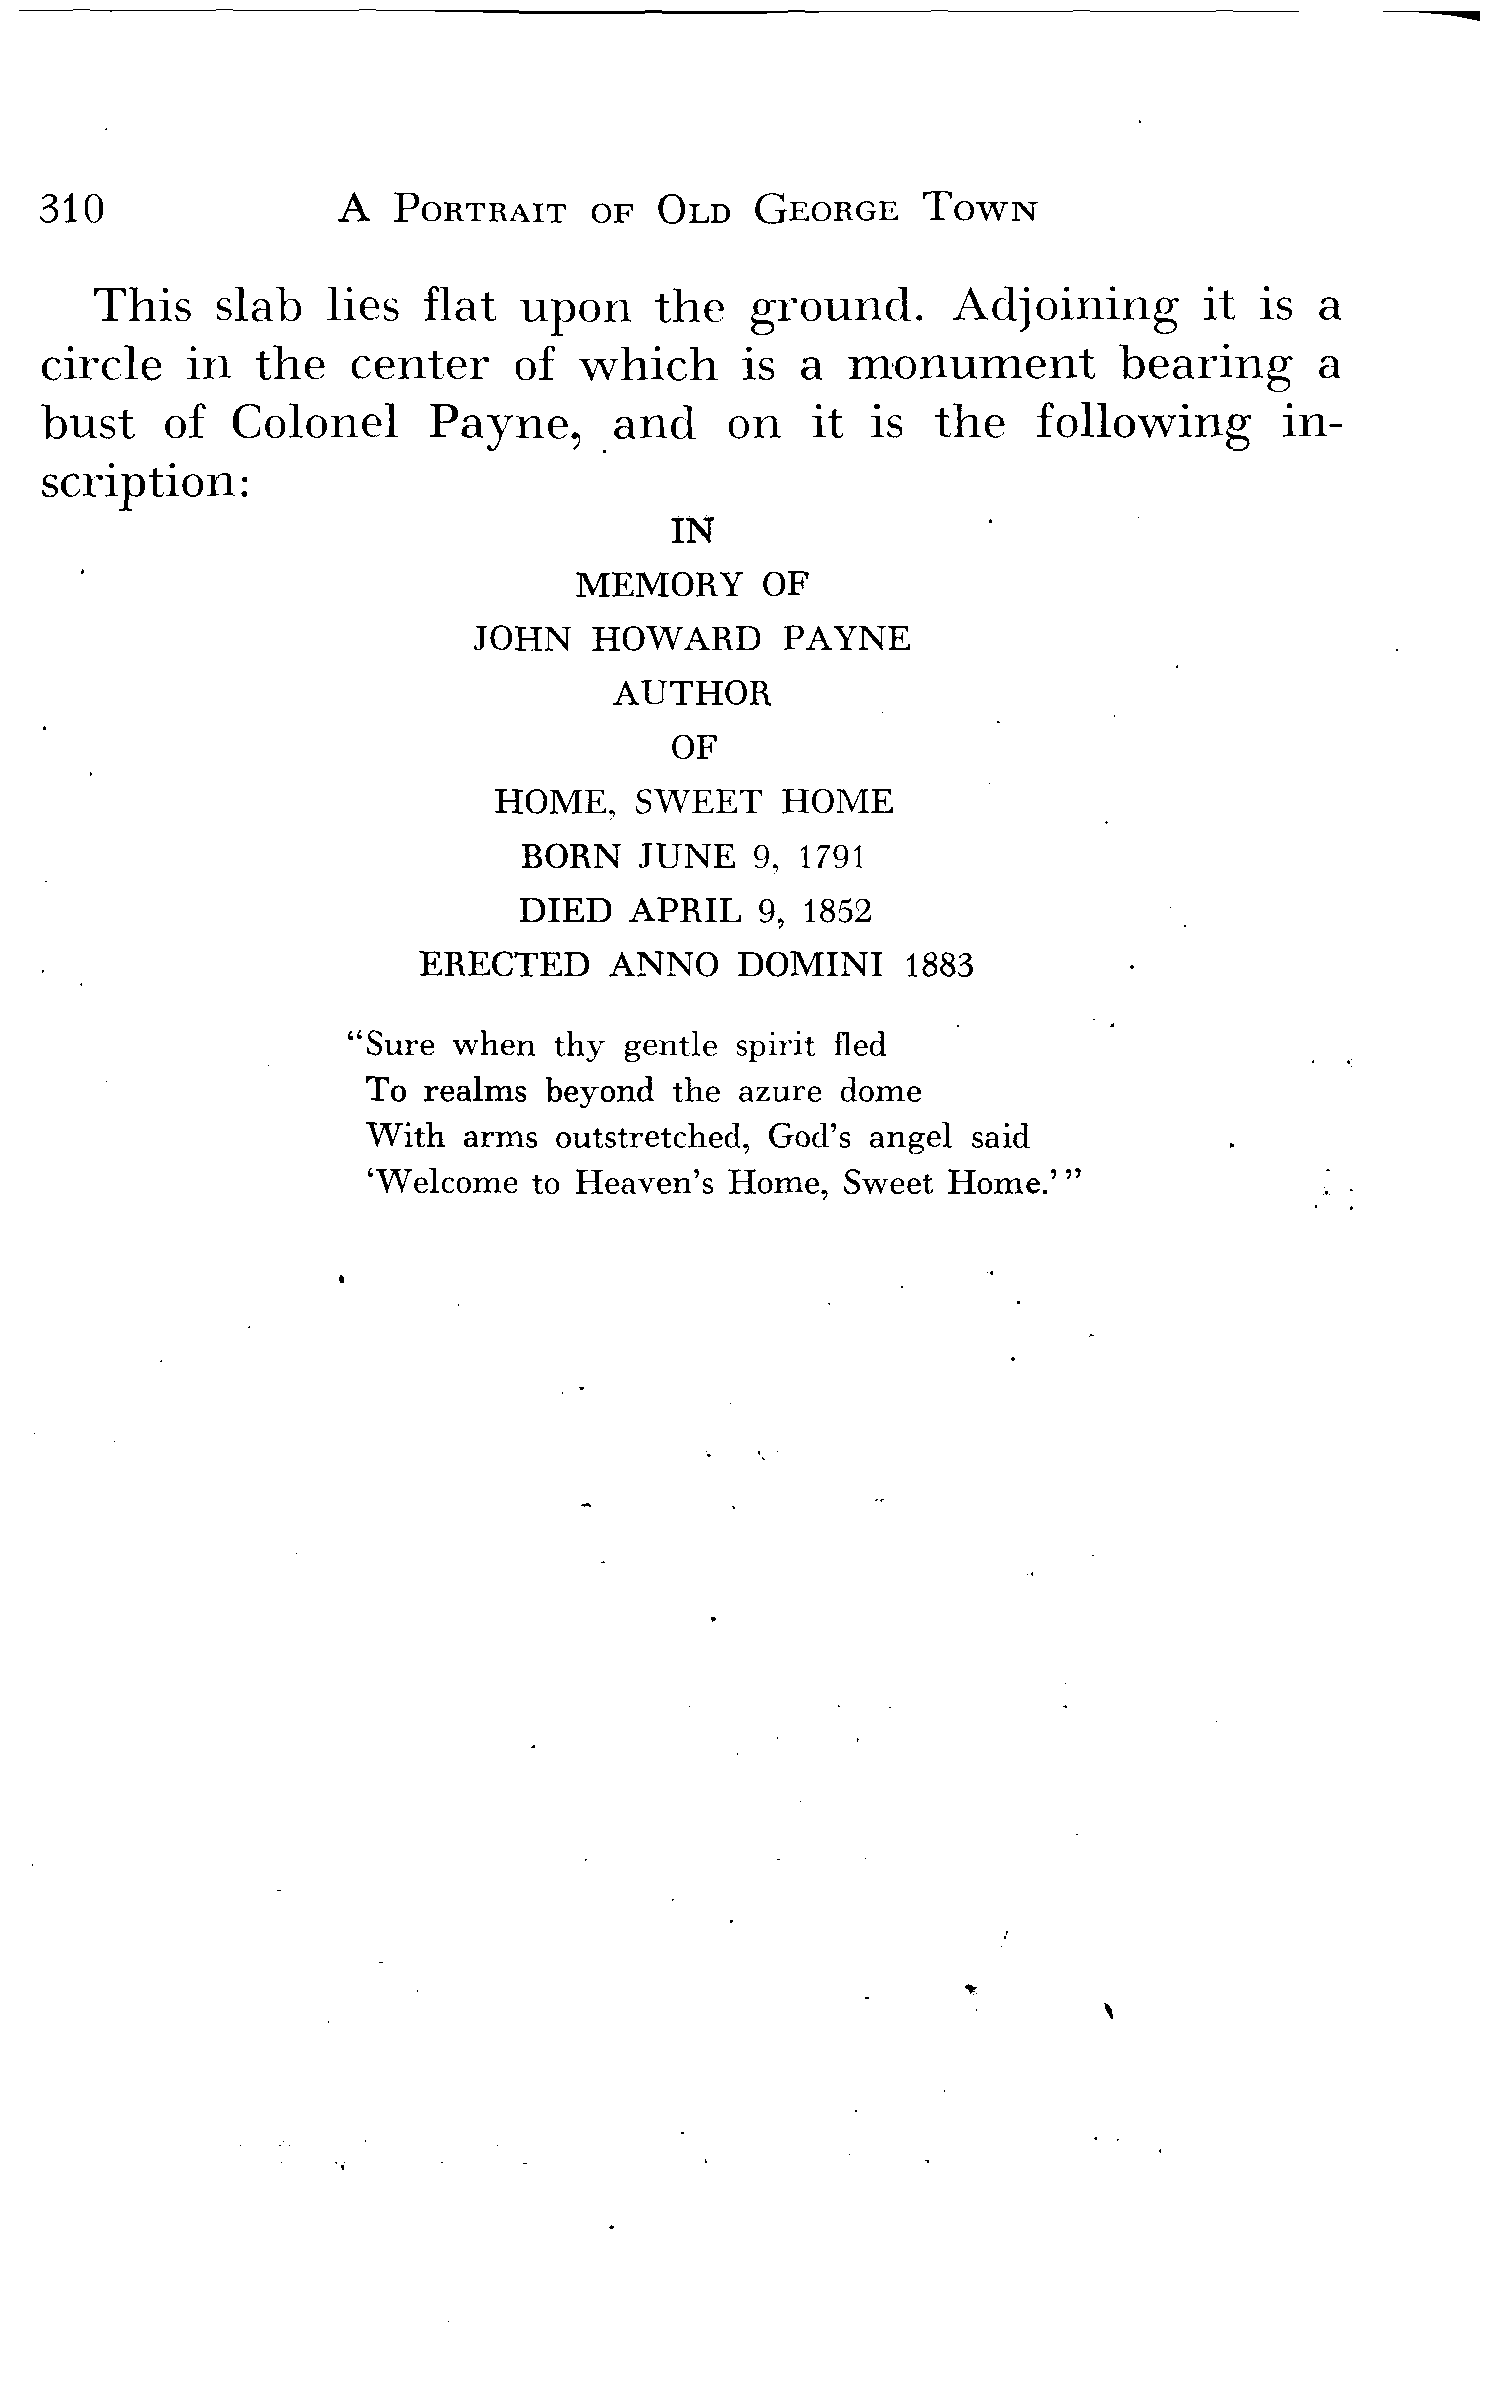 310 A Portrait of Old George Town
This slab lies flat upon the ground. Adjoining it is a
circle in the center of which is a monument bearing a
bust of Colonel Payne, and on it is the following in-
scription:
IN
MEMORY OF
JOHN HOWARD PAYNE
AUTHOR
OF
HOME, SWEET HOME
BORN JUNE 9, 1791
DIED APRIL 9, 1852
ERECTED ANNO DOMINI 1883
“Sure when thy gentle spirit fled
To realms beyond the azure dome
With arms outstretched, God’s angel said
‘Welcome to Heaven’s Home, Sweet Home.’”